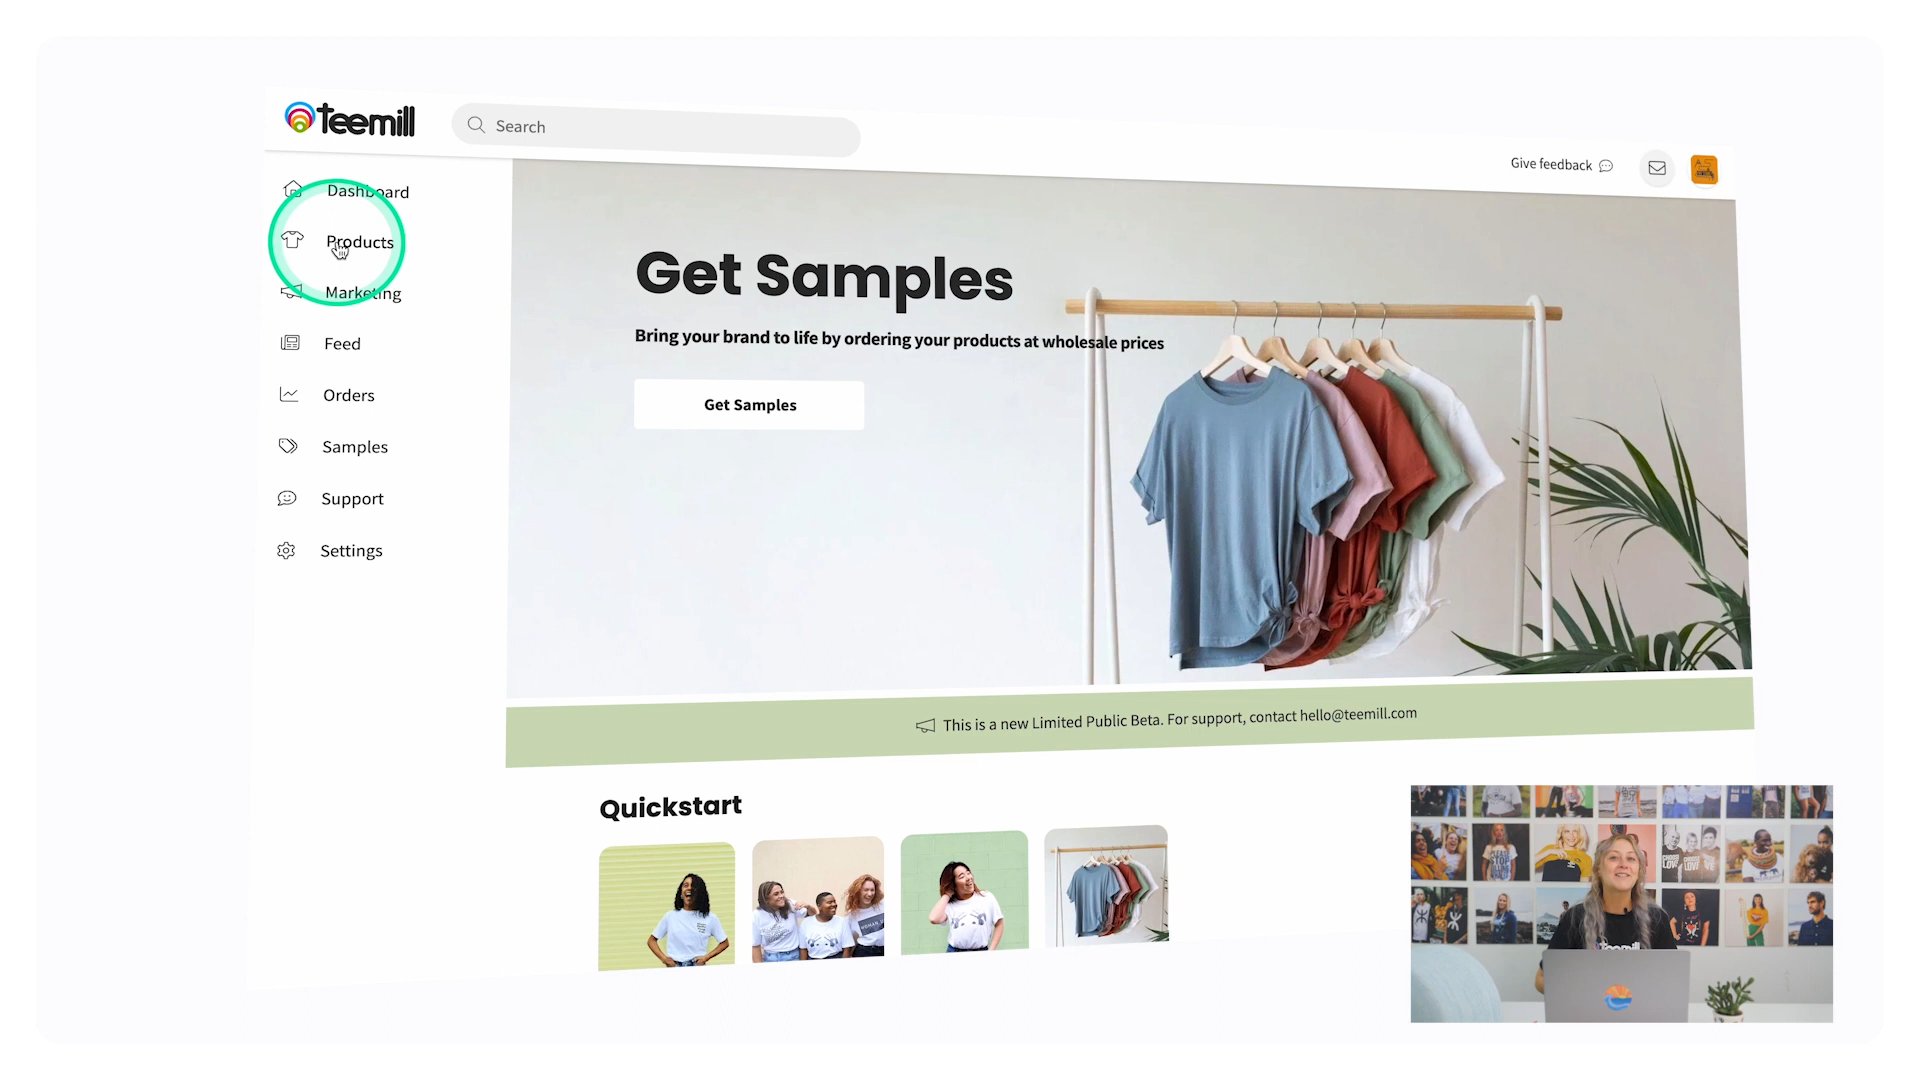 teemill
Search
Give feedback
Dashboard
Products
Marketing
Feed
Orders
Samples
Support
Settings
Get Samples
Bring your brand to life by ordering your products at wholesale prices
Get Samples
This is a new Limited Public Beta. For support, contact hello@teemill.com
Quickstart